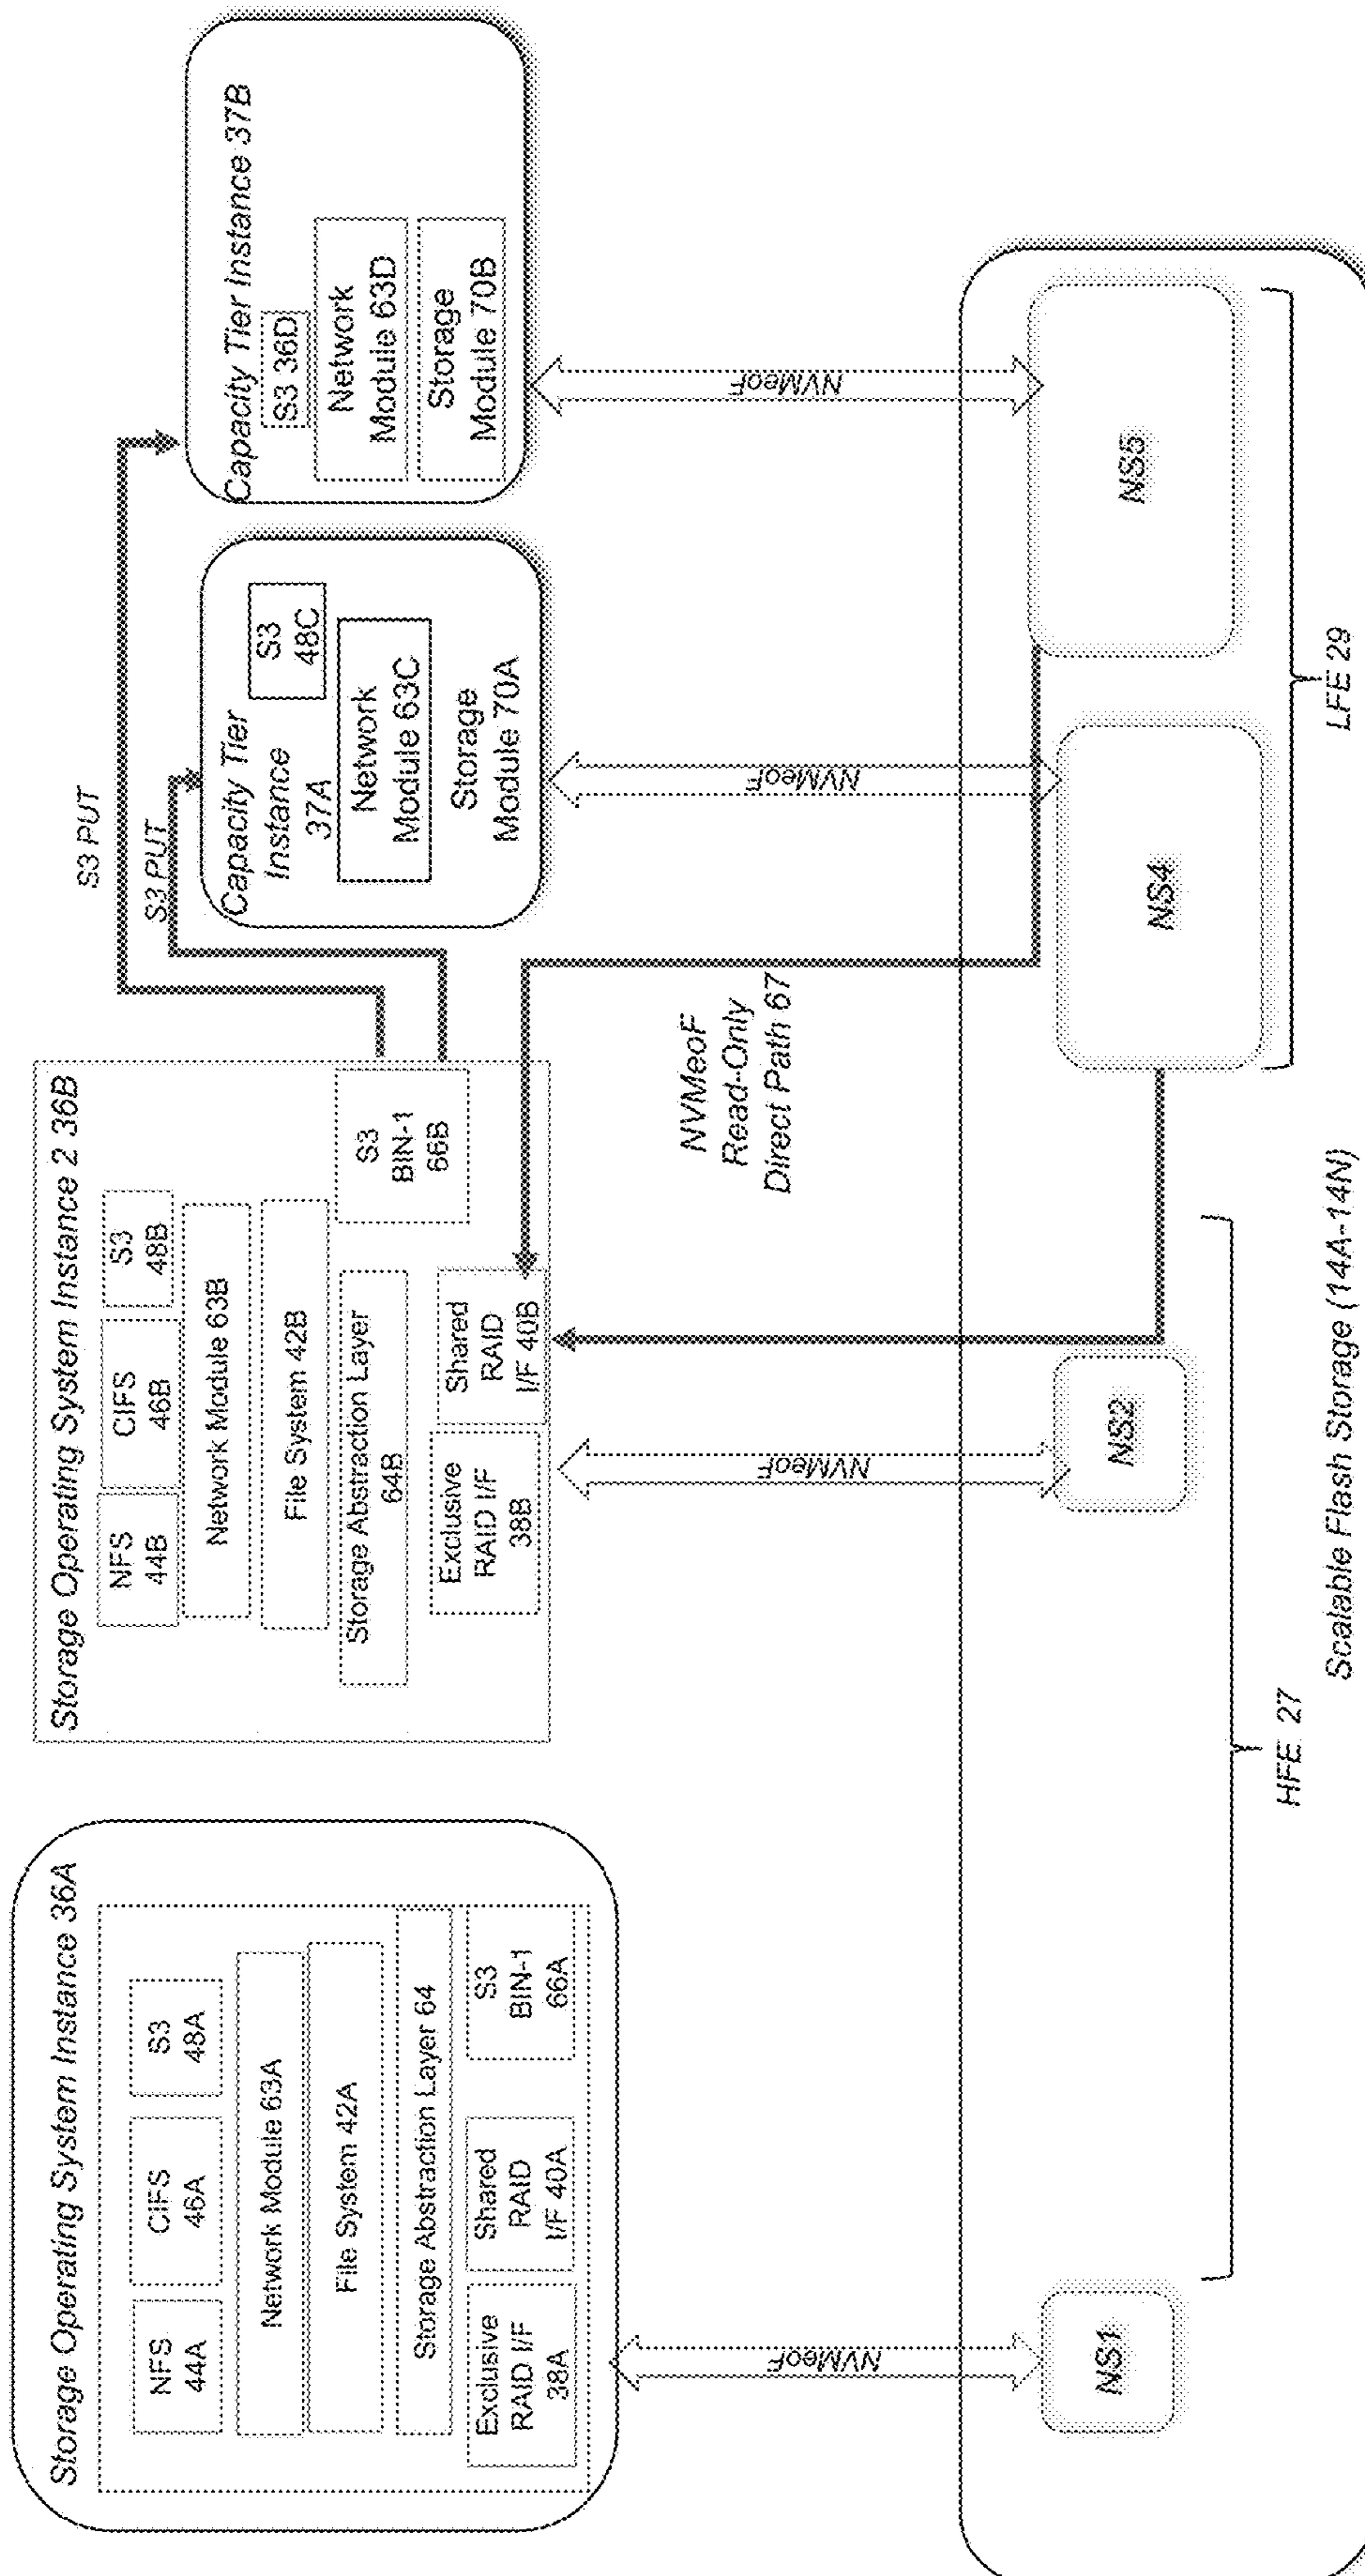 Storage Operating System Instance 36A
NFS
44A
CIFS
46A
S3
48A
Network Module 63A
File System 42A
Storage Abstraction Layer 64
Exclusive
RAID I/F
38A
Shared
RAID
I/F 40A
S3
BIN-1
66A
Storage Operating System Instance 2 36B
NFS
44B
CIFS
46B
S3
48B
Network Module 63B
File System 42B
Storage Abstraction Layer
64B
Exclusive
RAID I/F
38B
Shared
RAID
I/F 40B
S3
BIN-1
66B
S3 PUT
S3 PUT
Capacity Tier
Instance
37A
S3
48C
Network
Module 63C
Storage
Module 70A
Capacity Tier Instance 37B
S3 36D
Network
Module 63D
Storage
Module 70B
NVMeoF
NVMeoF
NVMeoF
Read-Only
Direct Path 67
NVMeoF
NVMeoF
NS1
NS2
NS4
NS5
HFE 27
LFE 29
Scalable Flash Storage (14A-14N)